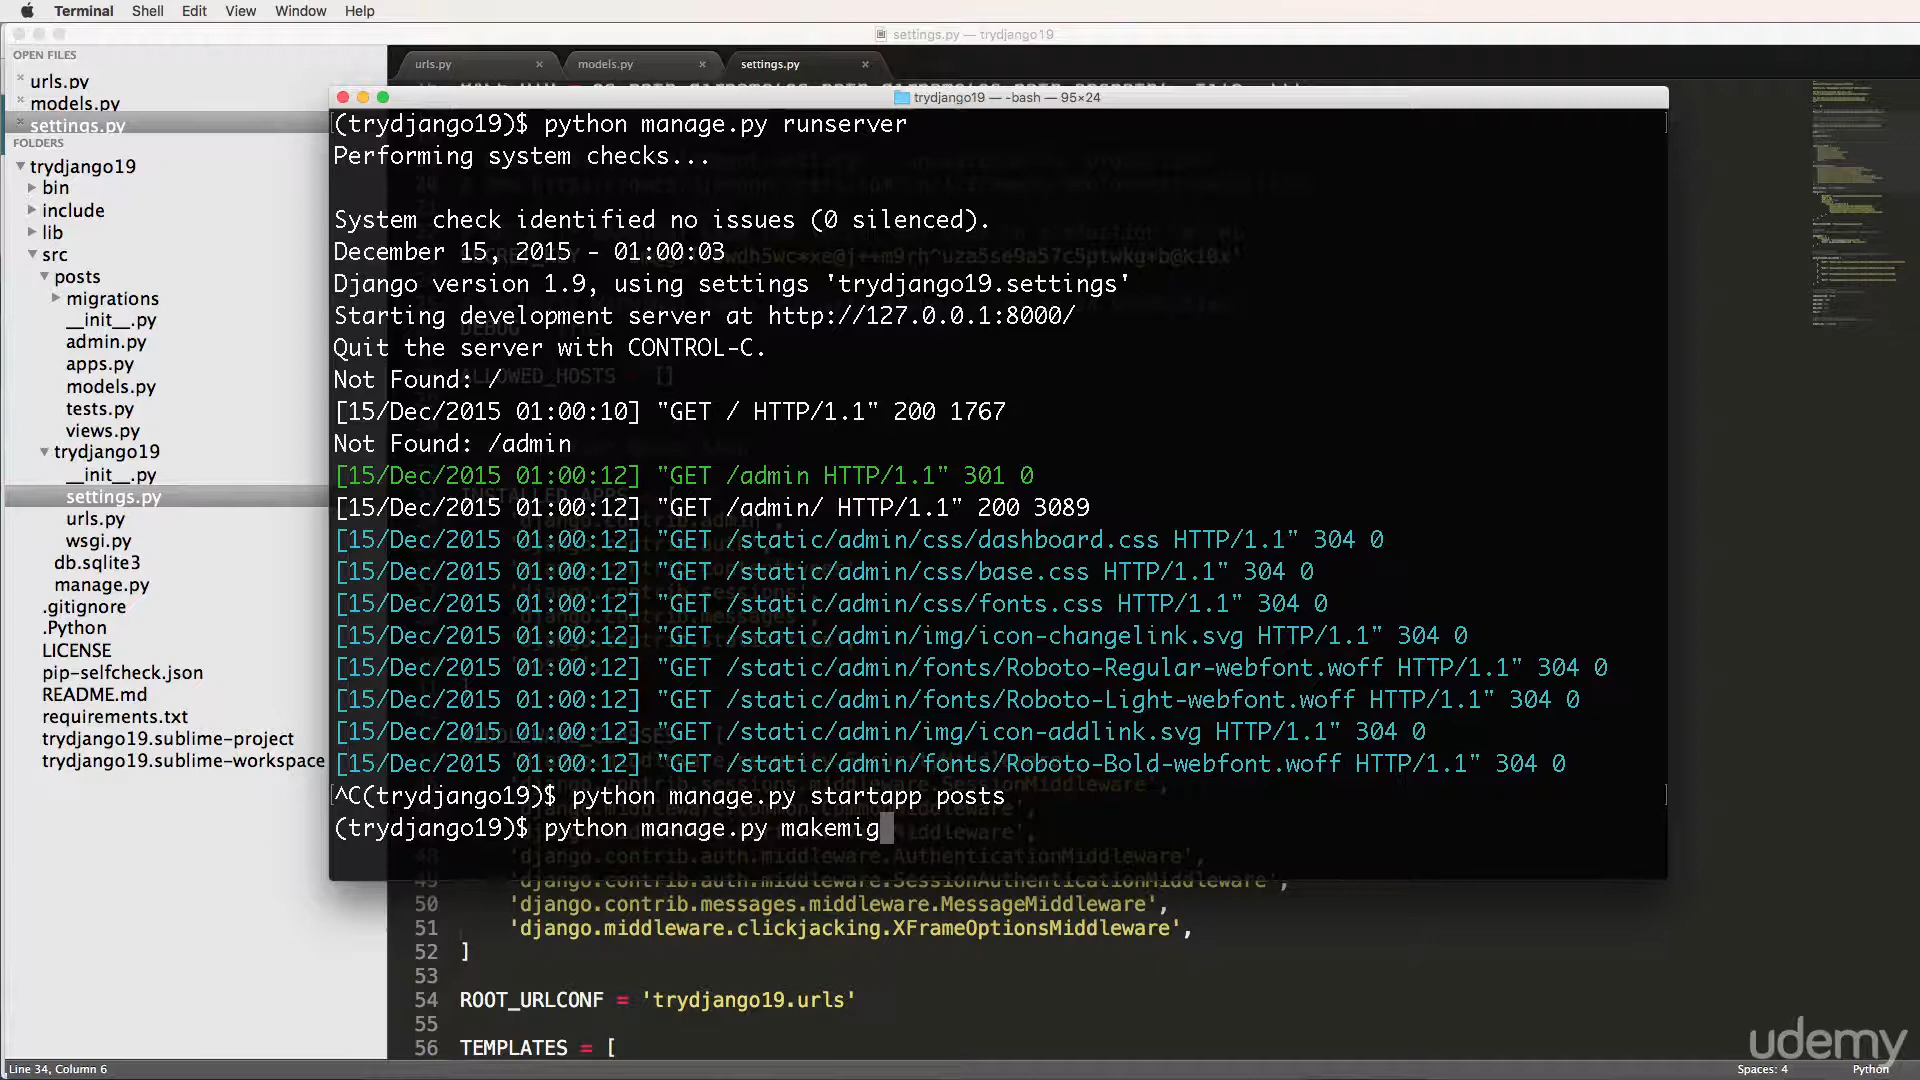 Terminal Shell Edit View Window Help
settings.py — trydjango19
OPEN FILES
urls.py
models.py
settings.py
FOLDERS
trydjango19
bin
include
lib
src
posts
migrations
__init__.py
admin.py
apps.py
models.py
tests.py
views.py
trydjango19
__init__.py
settings.py
urls.py
wsgi.py
db.sqlite3
manage.py
.gitignore
.Python
LICENSE
pip-selfcheck.json
README.md
requirements.txt
trydjango19.sublime-project
trydjango19.sublime-workspace
urls.py × models.py × settings.py ×
trydjango19 — -bash — 95×24
(trydjango19)$ python manage.py runserver
Performing system checks...
System check identified no issues (0 silenced).
December 15, 2015 - 01:00:03
Django version 1.9, using settings 'trydjango19.settings'
Starting development server at http://127.0.0.1:8000/
Quit the server with CONTROL-C.
Not Found: /
[15/Dec/2015 01:00:10] "GET / HTTP/1.1" 200 1767
Not Found: /admin
[15/Dec/2015 01:00:12] "GET /admin HTTP/1.1" 301 0
[15/Dec/2015 01:00:12] "GET /admin/ HTTP/1.1" 200 3089
[15/Dec/2015 01:00:12] "GET /static/admin/css/dashboard.css HTTP/1.1" 304 0
[15/Dec/2015 01:00:12] "GET /static/admin/css/base.css HTTP/1.1" 304 0
[15/Dec/2015 01:00:12] "GET /static/admin/css/fonts.css HTTP/1.1" 304 0
[15/Dec/2015 01:00:12] "GET /static/admin/img/icon-changelink.svg HTTP/1.1" 304 0
[15/Dec/2015 01:00:12] "GET /static/admin/fonts/Roboto-Regular-webfont.woff HTTP/1.1" 304 0
[15/Dec/2015 01:00:12] "GET /static/admin/fonts/Roboto-Light-webfont.woff HTTP/1.1" 304 0
[15/Dec/2015 01:00:12] "GET /static/admin/img/icon-addlink.svg HTTP/1.1" 304 0
[15/Dec/2015 01:00:12] "GET /static/admin/fonts/Roboto-Bold-webfont.woff HTTP/1.1" 304 0
^C(trydjango19)$ python manage.py startapp posts
(trydjango19)$ python manage.py makemig
48 'django.contrib.auth.middleware.AuthenticationMiddleware',
49 'django.contrib.auth.middleware.SessionAuthenticationMiddleware',
50 'django.contrib.messages.middleware.MessageMiddleware',
51 'django.middleware.clickjacking.XFrameOptionsMiddleware',
52 ]
53
54 ROOT_URLCONF = 'trydjango19.urls'
55
56 TEMPLATES = [
udemy
Line 34, Column 6 Spaces: 4 Python